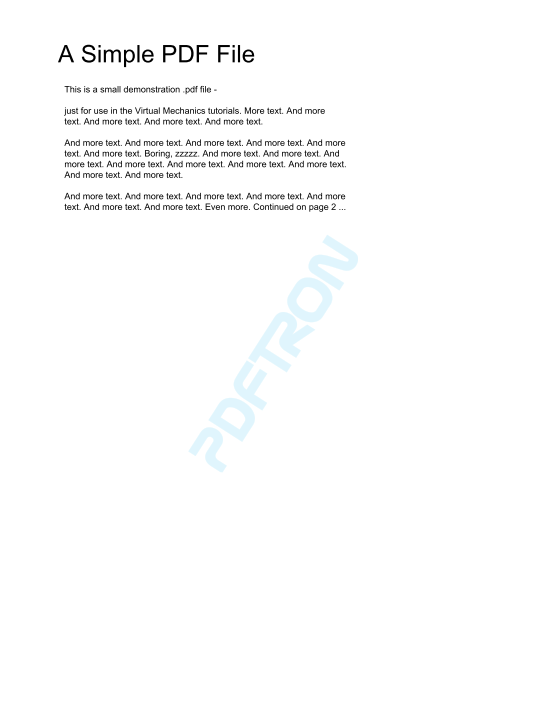 A Simple PDF File
This is a small demonstration .pdf file -
just for use in the Virtual Mechanics tutorials. More text. And more
text. And more text. And more text. And more text.
And more text. And more text. And more text. And more text. And more
text. And more text. Boring, zzzzz. And more text. And more text. And
more text. And more text. And more text. And more text. And more text.
And more text. And more text.
And more text. And more text. And more text. And more text. And more
text. And more text. And more text. Even more. Continued on page 2 ...
PDFTRON